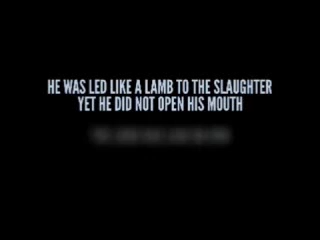 HE WAS LED LIKE A LAMB TO THE SLAUGHTER
YET HE DID NOT OPEN HIS MOUTH